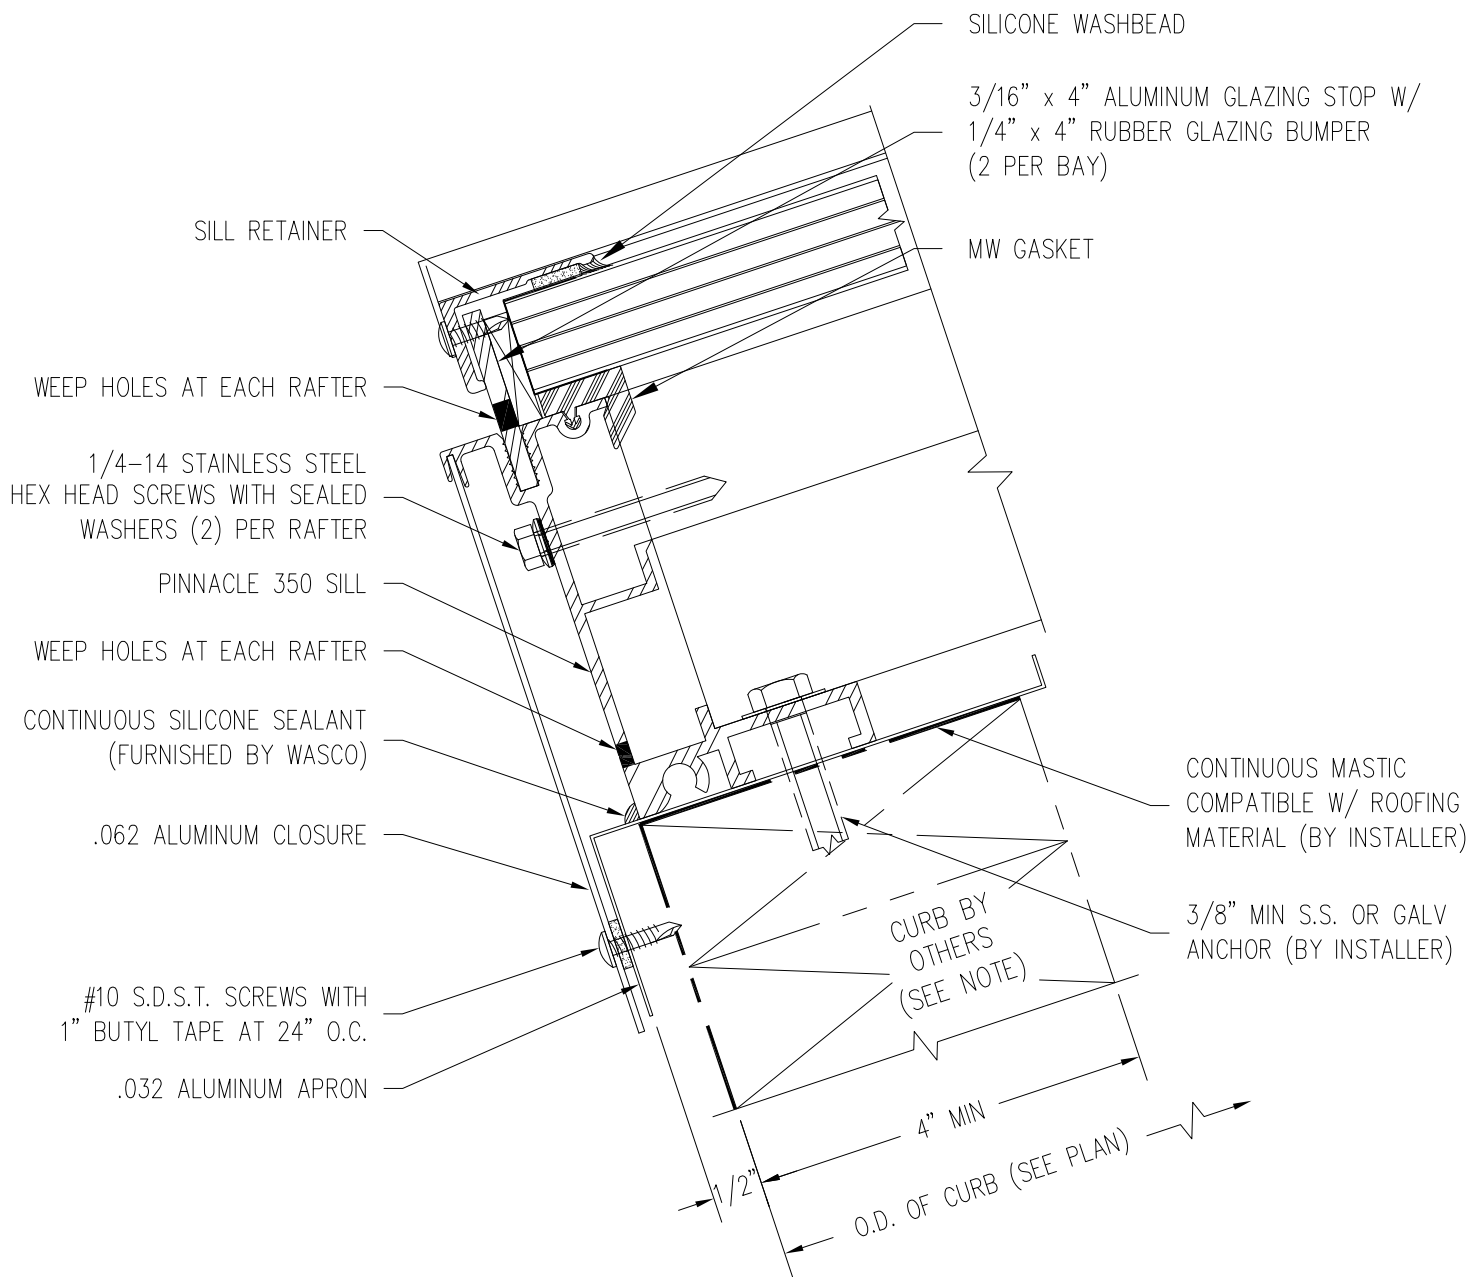 SILICONE WASHBEAD
3/16” x 4” ALUMINUM GLAZING STOP W/
1/4” x 4” RUBBER GLAZING BUMPER
(2 PER BAY)
SILL RETAINER
MW GASKET
WEEP HOLES AT EACH RAFTER
1/4-14 STAINLESS STEEL
HEX HEAD SCREWS WITH SEALED
WASHERS (2) PER RAFTER
PINNACLE 350 SILL
WEEP HOLES AT EACH RAFTER
CONTINUOUS SILICONE SEALANT
(FURNISHED BY WASCO)
.062 ALUMINUM CLOSURE
CONTINUOUS MASTIC
COMPATIBLE W/ ROOFING
MATERIAL (BY INSTALLER)
3/8” MIN S.S. OR GALV
ANCHOR (BY INSTALLER)
CURB BY
OTHERS
(SEE NOTE)
#10 S.D.S.T. SCREWS WITH
1” BUTYL TAPE AT 24” O.C.
.032 ALUMINUM APRON
4” MIN
1/2”
O.D. OF CURB (SEE PLAN)